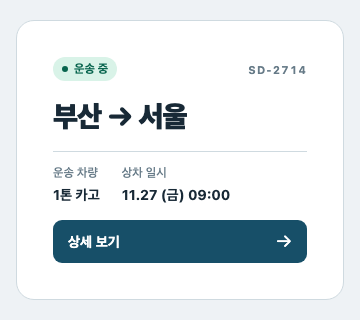 운송 중
SD-2714
부산 → 서울
운송 차량
상차 일시
1톤 카고
11.27 (금) 09:00
상세 보기 →